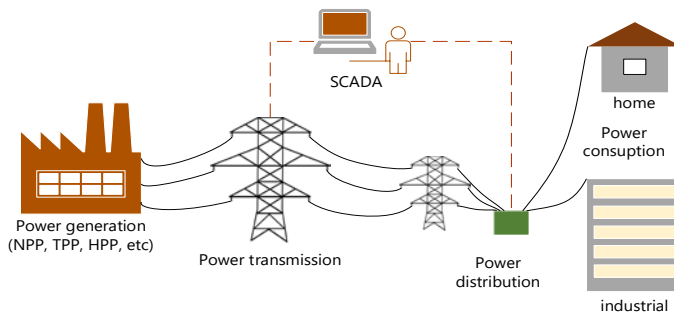 SCADA
home
Power
consuption
Power generation
(NPP, TPP, HPP, etc)
Power transmission
Power
distribution
industrial